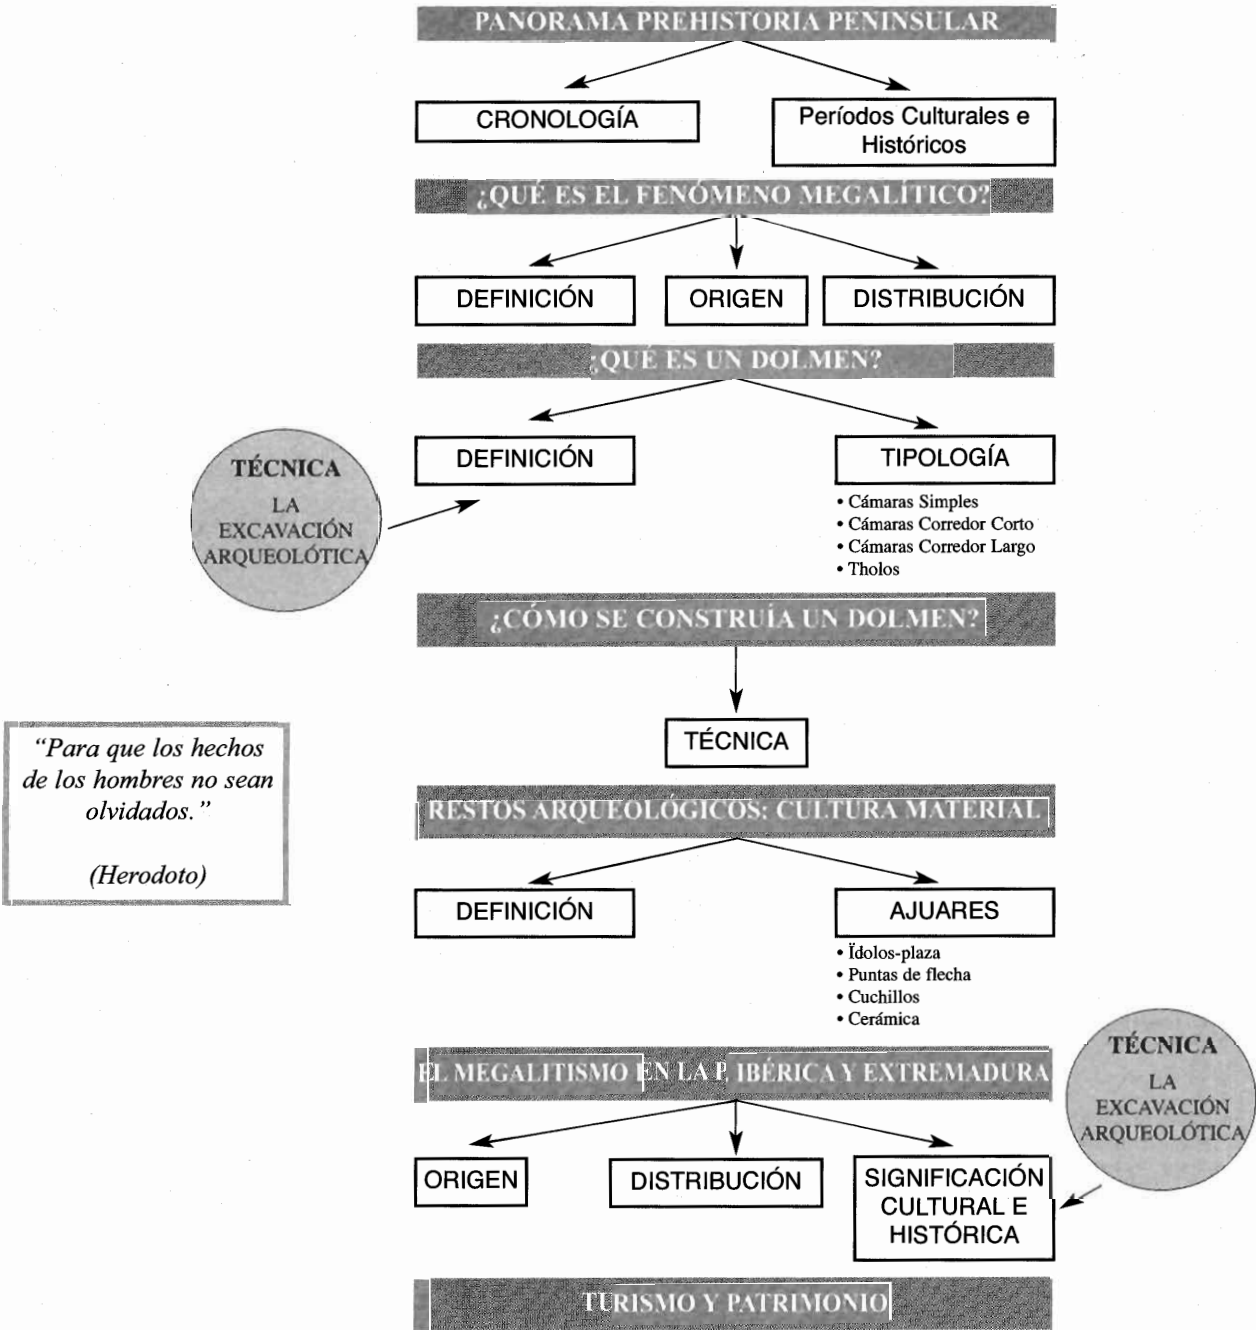 PANORAMA PREHISTORIA PENINSULAR
CRONOLOGÍA
Períodos Culturales e
Históricos
¿QUÉ ES EL FENÓMENO MEGALÍTICO?
DEFINICIÓN
ORIGEN
DISTRIBUCIÓN
¿QUÉ ES UN DOLMEN?
DEFINICIÓN
TIPOLOGÍA
• Cámaras Simples
• Cámaras Corredor Corto
• Cámaras Corredor Largo
• Tholos
TÉCNICA
LA
EXCAVACIÓN
ARQUEOLÓTICA
¿CÓMO SE CONSTRUÍA UN DOLMEN?
TÉCNICA
“Para que los hechos
de los hombres no sean
olvidados.”
(Herodoto)
RESTOS ARQUEOLÓGICOS: CULTURA MATERIAL
DEFINICIÓN
AJUARES
• Ïdolos-plaza
• Puntas de flecha
• Cuchillos
• Cerámica
EL MEGALITISMO EN LA P. IBÉRICA Y EXTREMADURA
ORIGEN
DISTRIBUCIÓN
SIGNIFICACIÓN
CULTURAL E
HISTÓRICA
TÉCNICA
LA
EXCAVACIÓN
ARQUEOLÓTICA
TURISMO Y PATRIMONIO